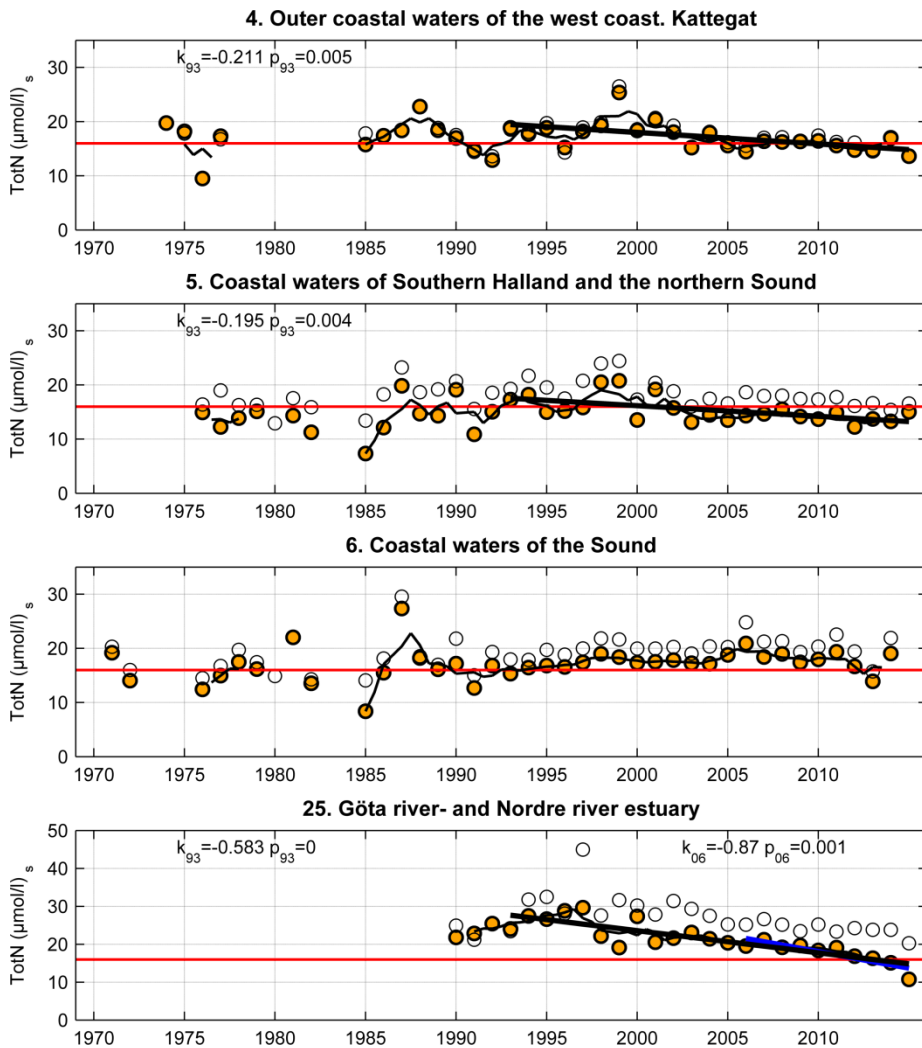 4. Outer coastal waters of the west coast. Kattegat
k93=-0.211 p93=0.005
TotN (μmol/l) s
30
20
10
0
1970 1975 1980 1985 1990 1995 2000 2005 2010
5. Coastal waters of Southern Halland and the northern Sound
k93=-0.195 p93=0.004
TotN (μmol/l) s
30
20
10
0
1970 1975 1980 1985 1990 1995 2000 2005 2010
6. Coastal waters of the Sound
TotN (μmol/l) s
30
20
10
0
1970 1975 1980 1985 1990 1995 2000 2005 2010
25. Göta river- and Nordre river estuary
k93=-0.583 p93=0 k06=-0.87 p06=0.001
TotN (μmol/l) s
50
40
30
20
10
0
1970 1975 1980 1985 1990 1995 2000 2005 2010